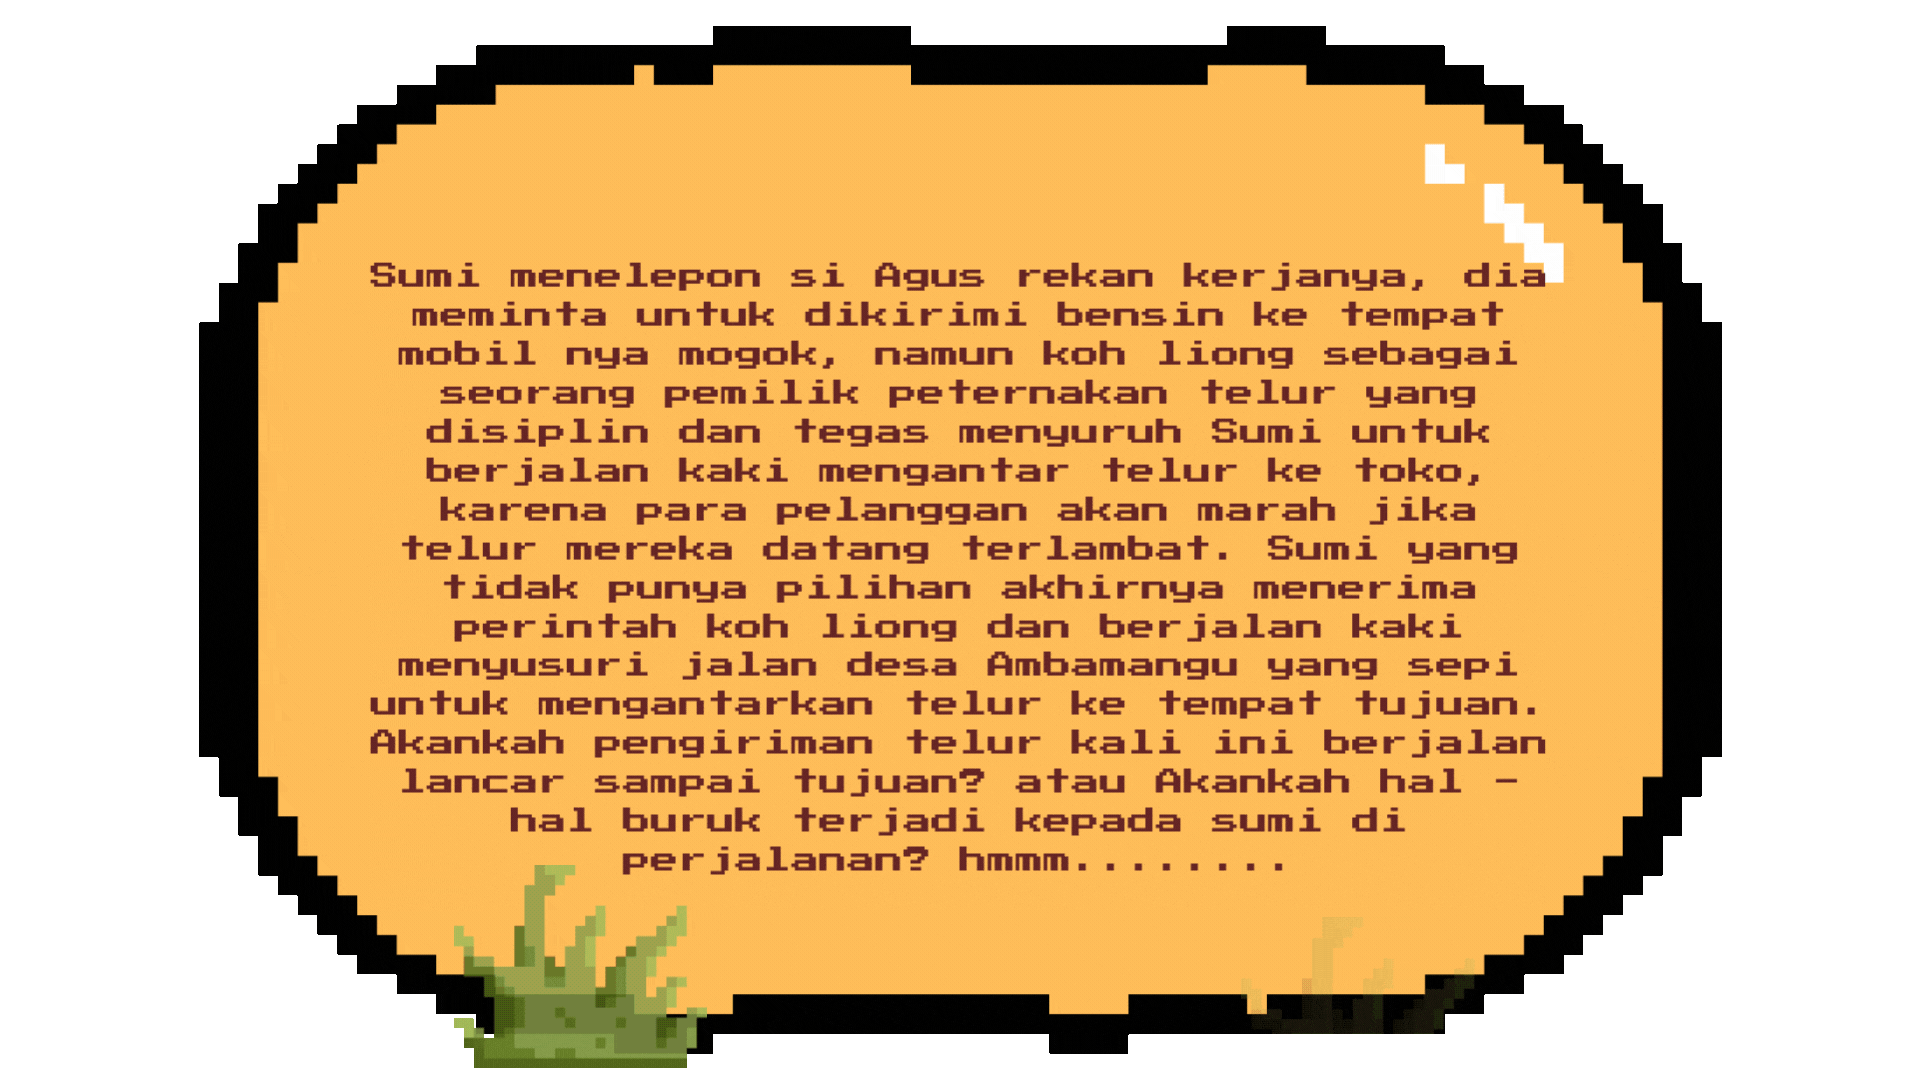 Sumi menelepon si Agus rekan kerjanya, dia
meminta untuk dikirimi bensin ke tempat
mobil nya mogok, namun koh liong sebagai
seorang pemilik peternakan telur yang
disiplin dan tegas menyuruh Sumi untuk
berjalan kaki mengantar telur ke toko,
karena para pelanggan akan marah jika
telur mereka datang terlambat. Sumi yang
tidak punya pilihan akhirnya menerima
perintah koh liong dan berjalan kaki
menyusuri jalan desa Ambamangu yang sepi
untuk mengantarkan telur ke tempat tujuan.
Akankah pengiriman telur kali ini berjalan
lancar sampai tujuan? atau Akankah hal -
hal buruk terjadi kepada sumi di
perjalanan? hmmm........